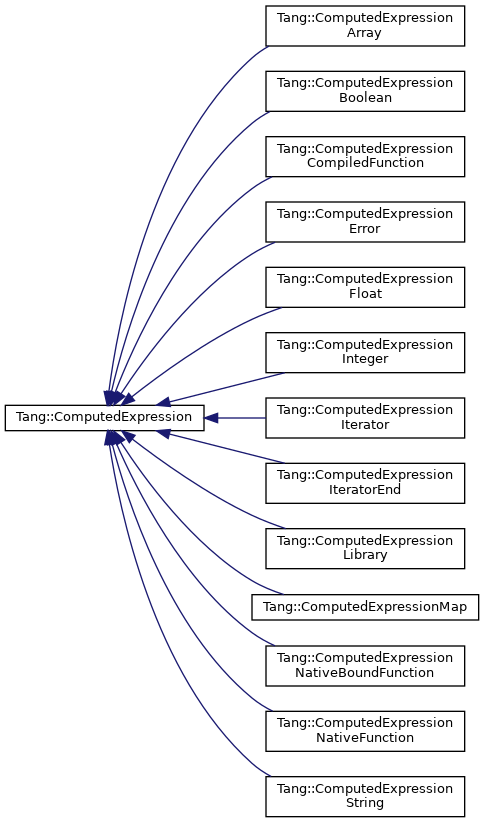 Tang::ComputedExpression
Array
Tang::ComputedExpression
Boolean
Tang::ComputedExpression
CompiledFunction
Tang::ComputedExpression
Error
Tang::ComputedExpression
Float
Tang::ComputedExpression
Integer
Tang::ComputedExpression
Tang::ComputedExpression
Iterator
Tang::ComputedExpression
IteratorEnd
Tang::ComputedExpression
Library
Tang::ComputedExpressionMap
Tang::ComputedExpression
NativeBoundFunction
Tang::ComputedExpression
NativeFunction
Tang::ComputedExpression
String